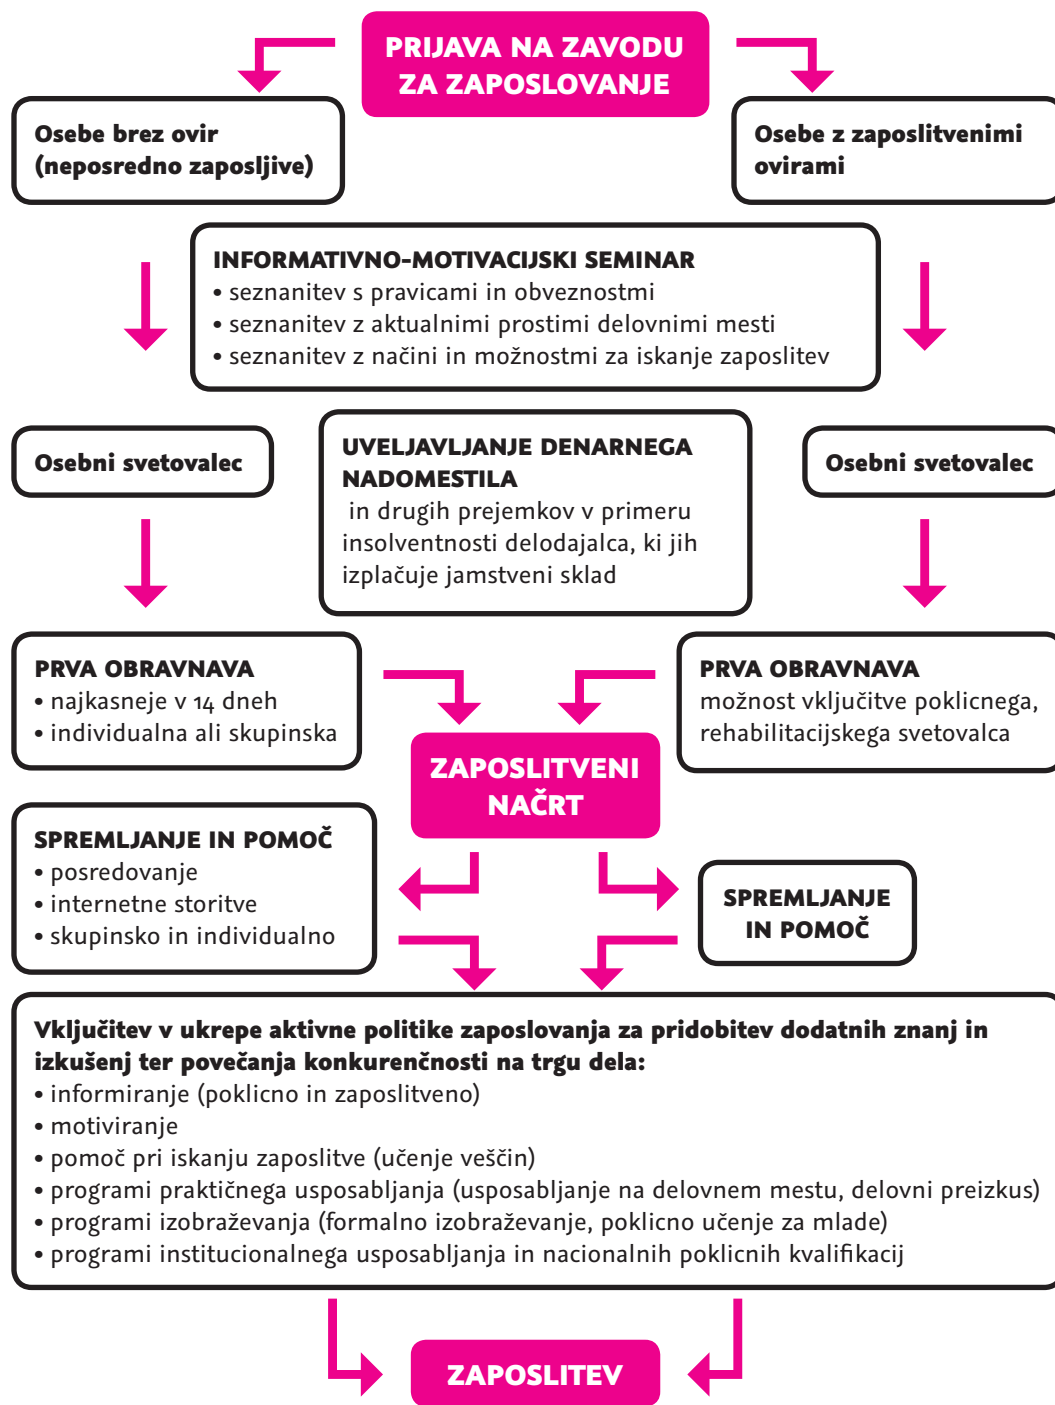 PRIJAVA NA ZAVODU
ZA ZAPOSLOVANJE
Osebe brez ovir
(neposredno zaposljive)
Osebe z zaposlitvenimi
ovirami
INFORMATIVNO-MOTIVACIJSKI SEMINAR
• seznanitev s pravicami in obveznostmi
• seznanitev z aktualnimi prostimi delovnimi mesti
• seznanitev z načini in možnostmi za iskanje zaposlitev
Osebni svetovalec
UVELJAVLJANJE DENARNEGA
NADOMESTILA
in drugih prejemkov v primeru
insolventnosti delodajalca, ki jih
izplačuje jamstveni sklad
Osebni svetovalec
PRVA OBRAVNAVA
• najkasneje v 14 dneh
• individualna ali skupinska
PRVA OBRAVNAVA
možnost vključitve poklicnega,
rehabilitacijskega svetovalca
ZAPOSLITVENI
NAČRT
SPREMLJANJE IN POMOČ
• posredovanje
• internetne storitve
• skupinsko in individualno
SPREMLJANJE
IN POMOČ
Vključitev v ukrepe aktivne politike zaposlovanja za pridobitev dodatnih znanj in
izkušenj ter povečanja konkurenčnosti na trgu dela:
• informiranje (poklicno in zaposlitveno)
• motiviranje
• pomoč pri iskanju zaposlitve (učenje veščin)
• programi praktičnega usposabljanja (usposabljanje na delovnem mestu, delovni preizkus)
• programi izobraževanja (formalno izobraževanje, poklicno učenje za mlade)
• programi institucionalnega usposabljanja in nacionalnih poklicnih kvalifikacij
ZAPOSLITEV